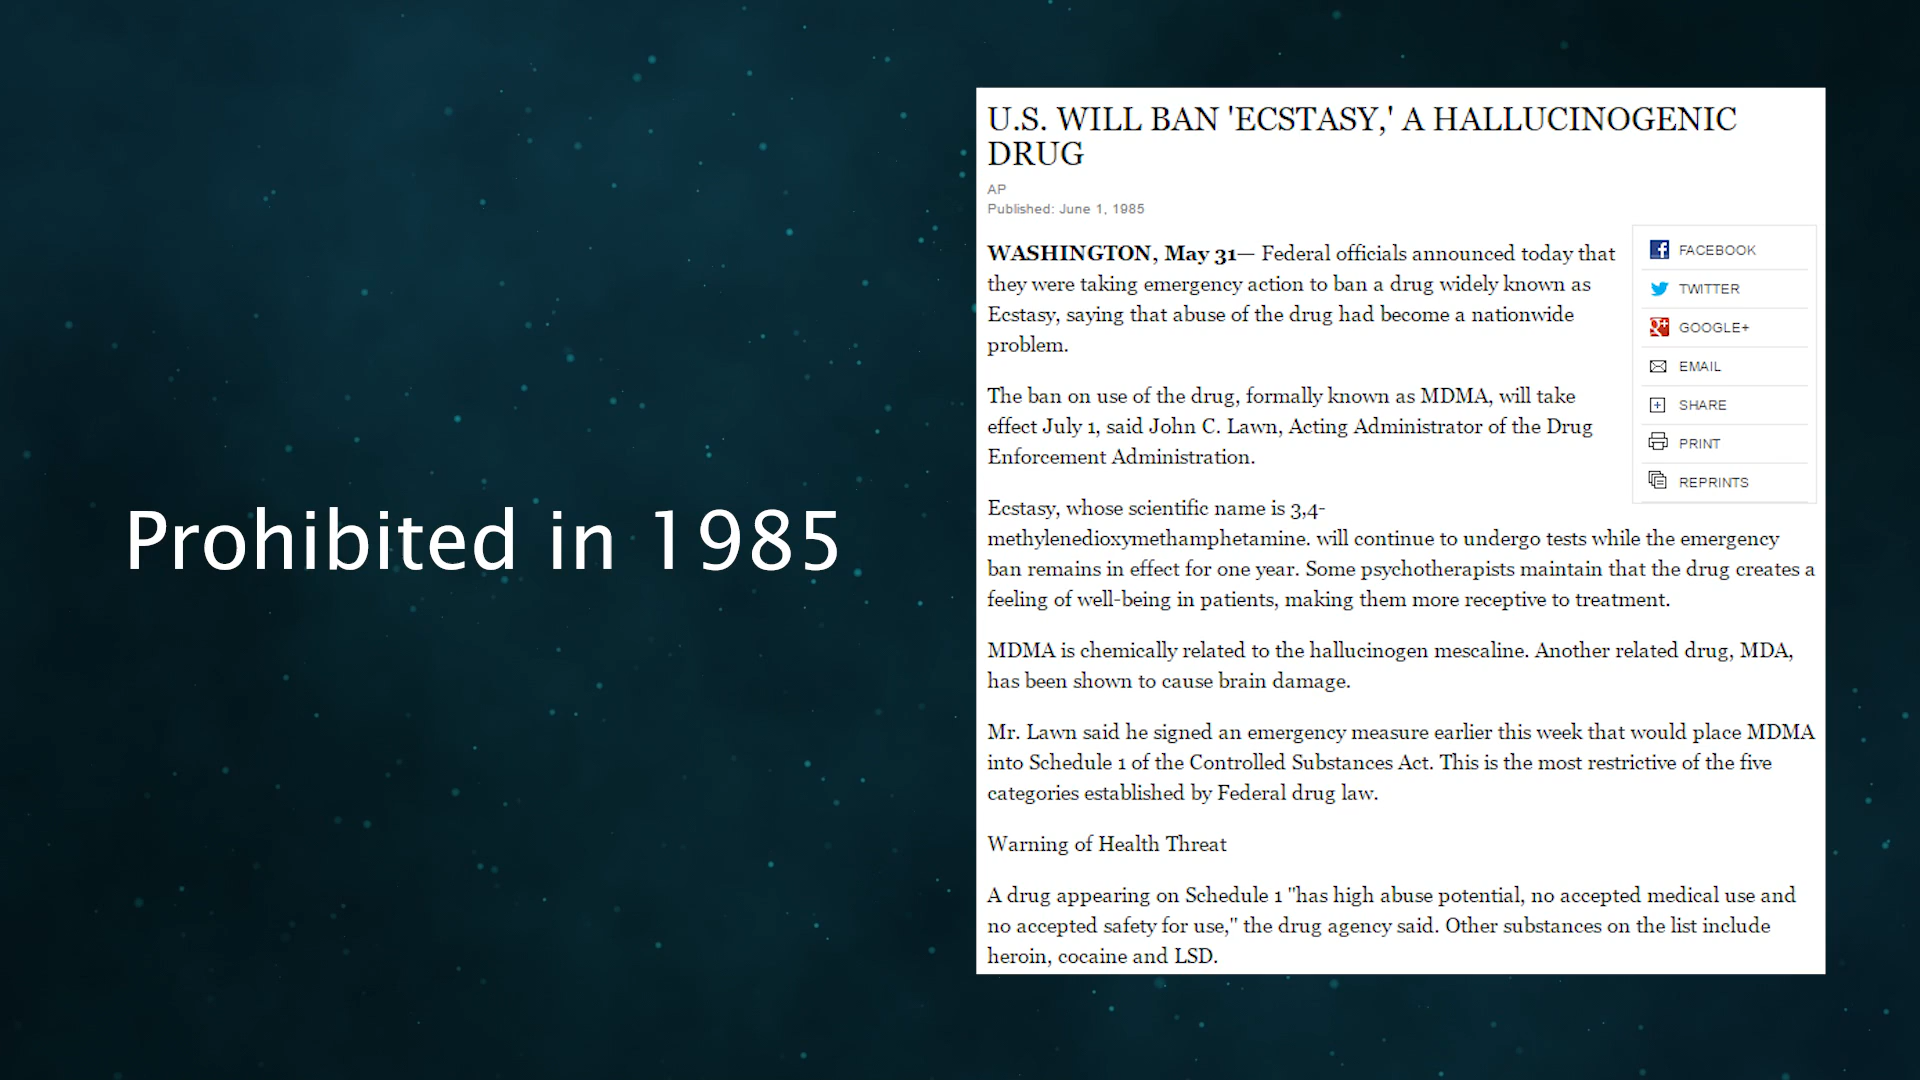 Prohibited in 1985
U.S. WILL BAN 'ECSTASY,' A HALLUCINOGENIC
DRUG
AP
Published: June 1, 1985
WASHINGTON, May 31— Federal officials announced today that
they were taking emergency action to ban a drug widely known as
Ecstasy, saying that abuse of the drug had become a nationwide
problem.
The ban on use of the drug, formally known as MDMA, will take
effect July 1, said John C. Lawn, Acting Administrator of the Drug
Enforcement Administration.
Ecstasy, whose scientific name is 3,4-
methylenedioxymethamphetamine. will continue to undergo tests while the emergency
ban remains in effect for one year. Some psychotherapists maintain that the drug creates a
feeling of well-being in patients, making them more receptive to treatment.
MDMA is chemically related to the hallucinogen mescaline. Another related drug, MDA,
has been shown to cause brain damage.
Mr. Lawn said he signed an emergency measure earlier this week that would place MDMA
into Schedule 1 of the Controlled Substances Act. This is the most restrictive of the five
categories established by Federal drug law.
Warning of Health Threat
A drug appearing on Schedule 1 "has high abuse potential, no accepted medical use and
no accepted safety for use," the drug agency said. Other substances on the list include
heroin, cocaine and LSD.
FACEBOOK
TWITTER
GOOGLE+
EMAIL
SHARE
PRINT
REPRINTS